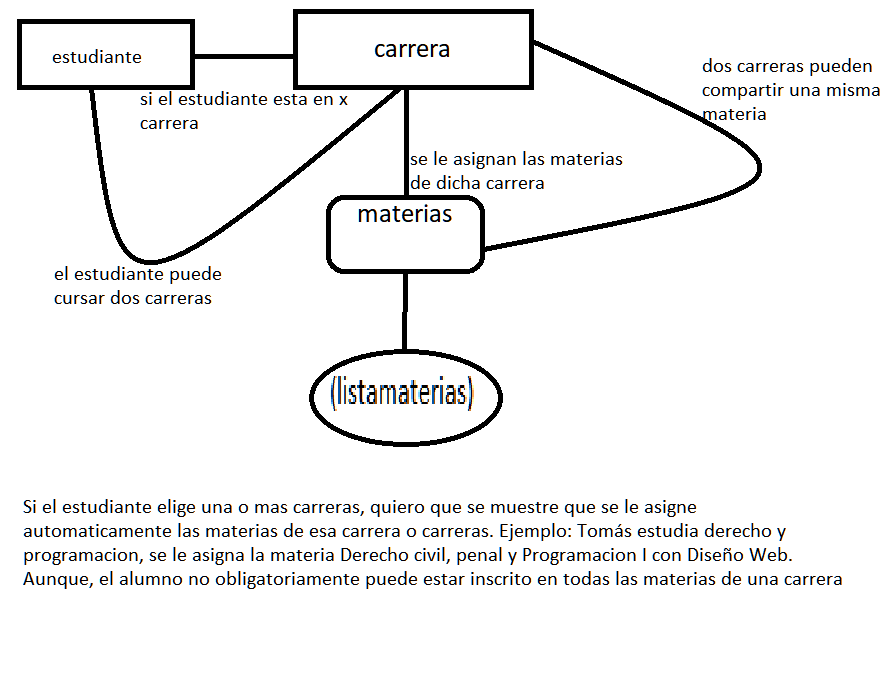 estudiante
carrera
dos carreras pueden
compartir una misma
materia
si el estudiante esta en x
carrera
se le asignan las materias
de dicha carrera
materias
el estudiante puede
cursar dos carreras
(listamaterias)
Si el estudiante elige una o mas carreras, quiero que se muestre que se le asigne
automaticamente las materias de esa carrera o carreras. Ejemplo: Tomás estudia derecho y
programacion, se le asigna la materia Derecho civil, penal y Programacion I con Diseño Web.
Aunque, el alumno no obligatoriamente puede estar inscrito en todas las materias de una carrera